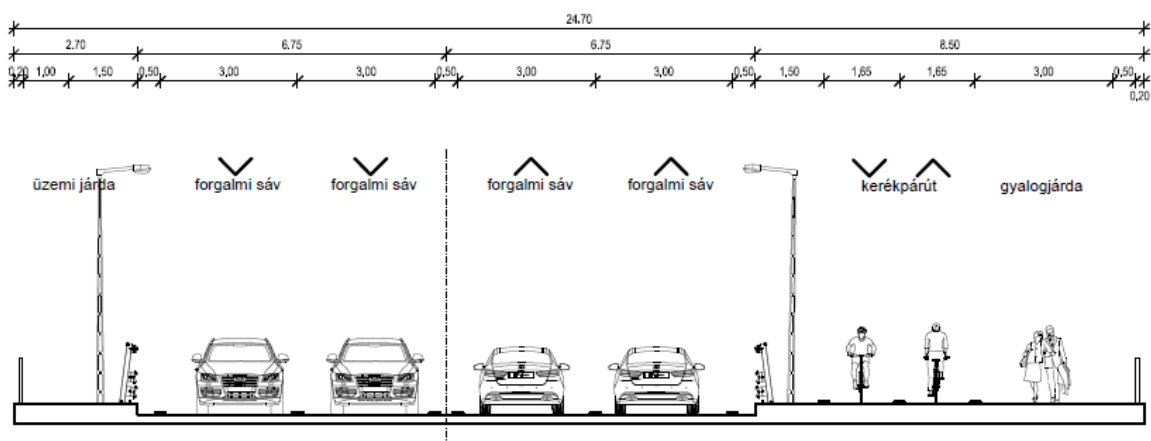 24.70
2.70 6.75 6.75 8.50
0,20 1,00 1,50 0,50 3,00 3,00 0,50 3,00 3,00 0,50 1,50 1,65 1,65 3,00 0,50
0,20
üzemi járda forgalmi sáv forgalmi sáv forgalmi sáv forgalmi sáv kerékpárút gyalogjárda